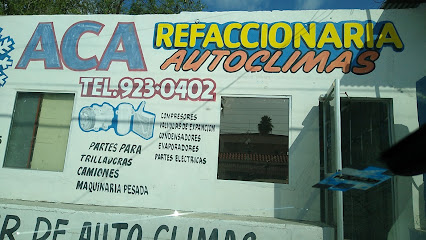 ACA REFACCIONARIA
AUTOCLIMAS
TEL. 923-0402
COMPRESORES
VALVULAS DE EXPANCION
CONDENSADORES
EVAPORADORES
PARTES ELECTRICAS
PARTES PARA
TRILLADORAS
CAMIONES
MAQUINARIA PESADA
DE AUTO CLIMAS